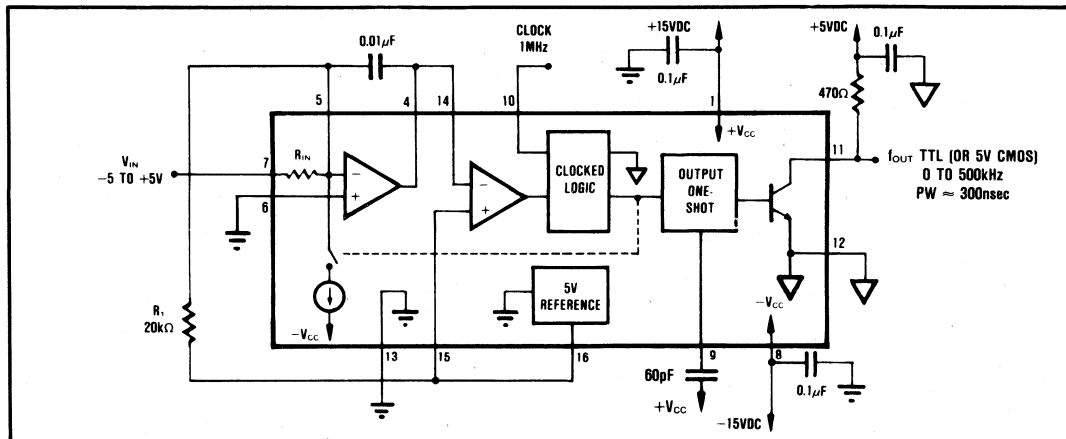 0.01µF
CLOCK
1MHz
+15VDC
0.1µF
+5VDC
0.1µF
470Ω
5
4
14
10
1
+VCC
VIN
−5 TO +5V
7
RIN
−
+
6
−
+
CLOCKED
LOGIC
OUTPUT
ONE-
SHOT
11
fOUT TTL (OR 5V CMOS)
0 TO 500kHz
PW ≈ 300nsec
12
R1
20kΩ
−VCC
5V
REFERENCE
−VCC
13
15
16
9
8
60pF
+VCC
0.1µF
−15VDC